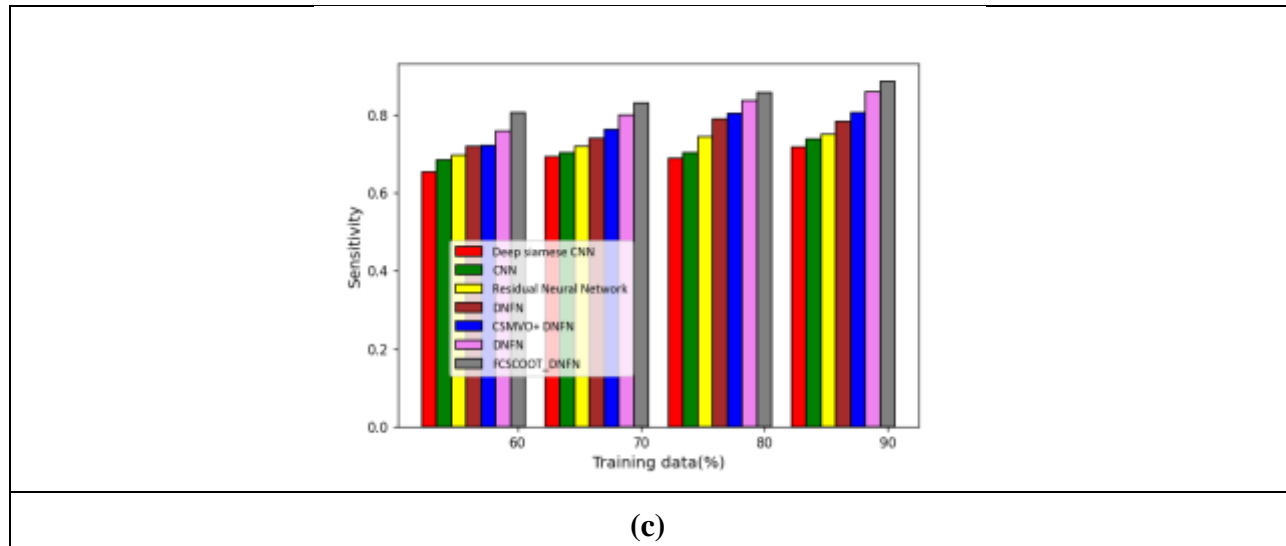 0.8
0.6
0.4
0.2
0.0
Sensitivity
Deep siamese CNN
CNN
Residual Neural Network
DNFN
CSMVO+ DNFN
DNFN
FCSCOOT_DNFN
60 70 80 90
Training data(%)
(c)